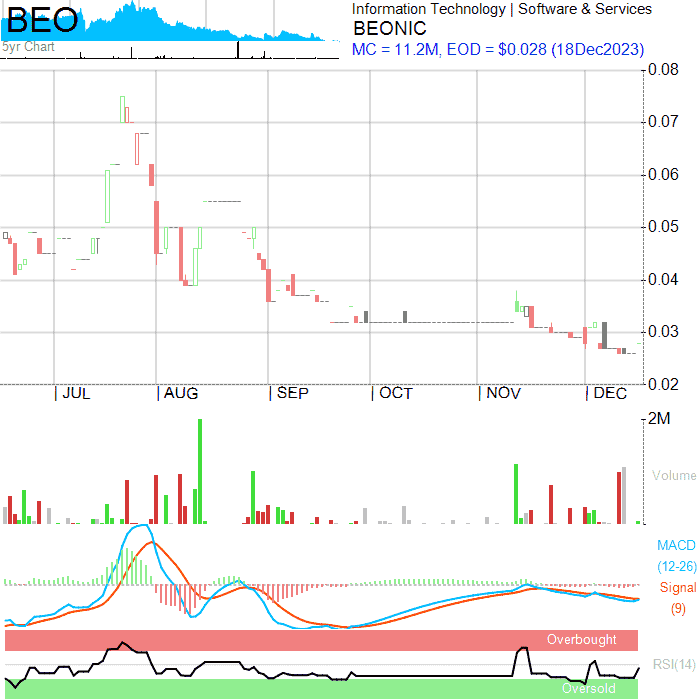 BEO
Information Technology | Software & Services
BEONIC
5yr Chart
MC = 11.2M, EOD = $0.028 (18Dec2023)
0.08
0.07
0.06
0.05
0.04
0.03
0.02
| JUL | AUG | SEP | OCT | NOV | DEC
2M
Volume
MACD
(12-26)
Signal
(9)
Overbought
RSI(14)
Oversold